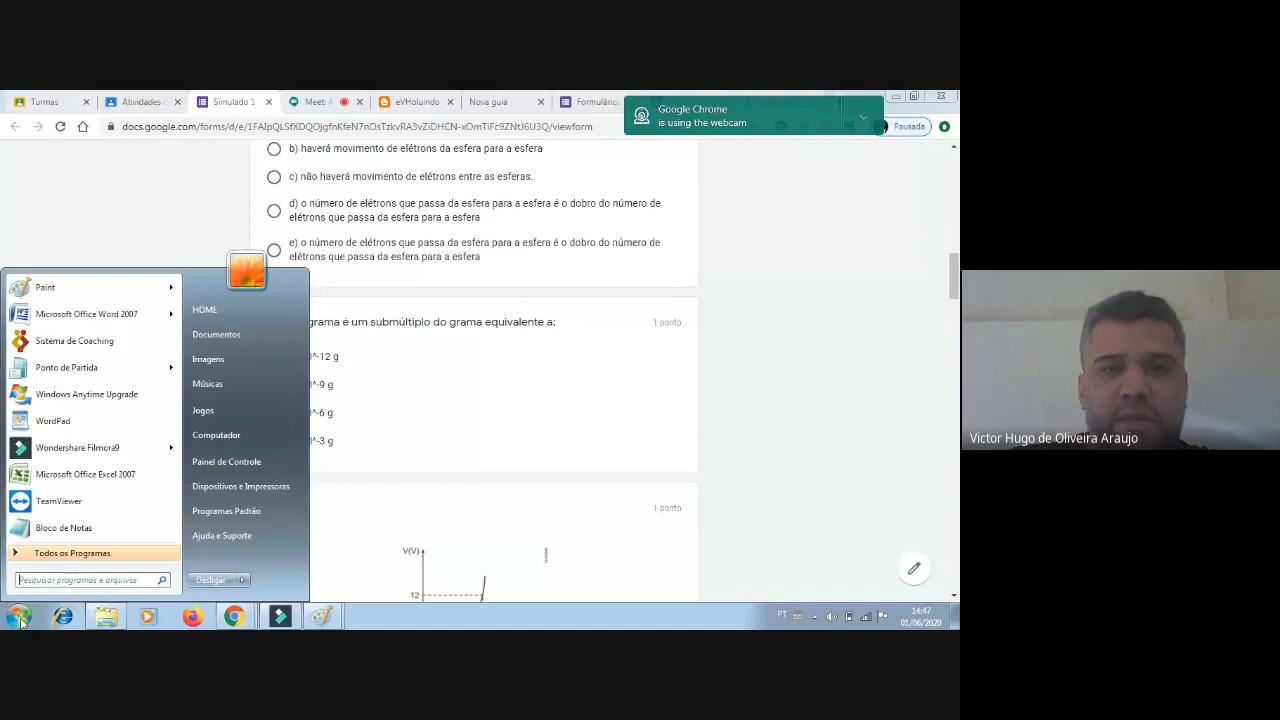 Turmas
Atividades
Simulado 1
Meet:
eVHoluindo
Nova guia
Formulário
Google Chrome
is using the webcam
Pausada
b) haverá movimento de elétrons da esfera para a esfera
c) não haverá movimento de elétrons entre as esferas.
d) o número de elétrons que passa da esfera para a esfera é o dobro do número de
elétrons que passa da esfera para a esfera
e) o número de elétrons que passa da esfera para a esfera é o dobro do número de
elétrons que passa da esfera para a esfera
grama é um submúltiplo do grama equivalente a:
1 ponto
^-12 g
^-9 g
^-6 g
^-3 g
1 ponto
V(V)
12
Paint
Microsoft Office Word 2007
Sistema de Coaching
Ponto de Partida
Windows Anytime Upgrade
WordPad
Wondershare Filmora9
Microsoft Office Excel 2007
TeamViewer
Bloco de Notas
Todos os Programas
Pesquisar programas e arquivos
HOME
Documentos
Imagens
Músicas
Jogos
Computador
Painel de Controle
Dispositivos e Impressoras
Programas Padrão
Ajuda e Suporte
Desligar
PT
14:47
01/06/2020
Victor Hugo de Oliveira Araujo